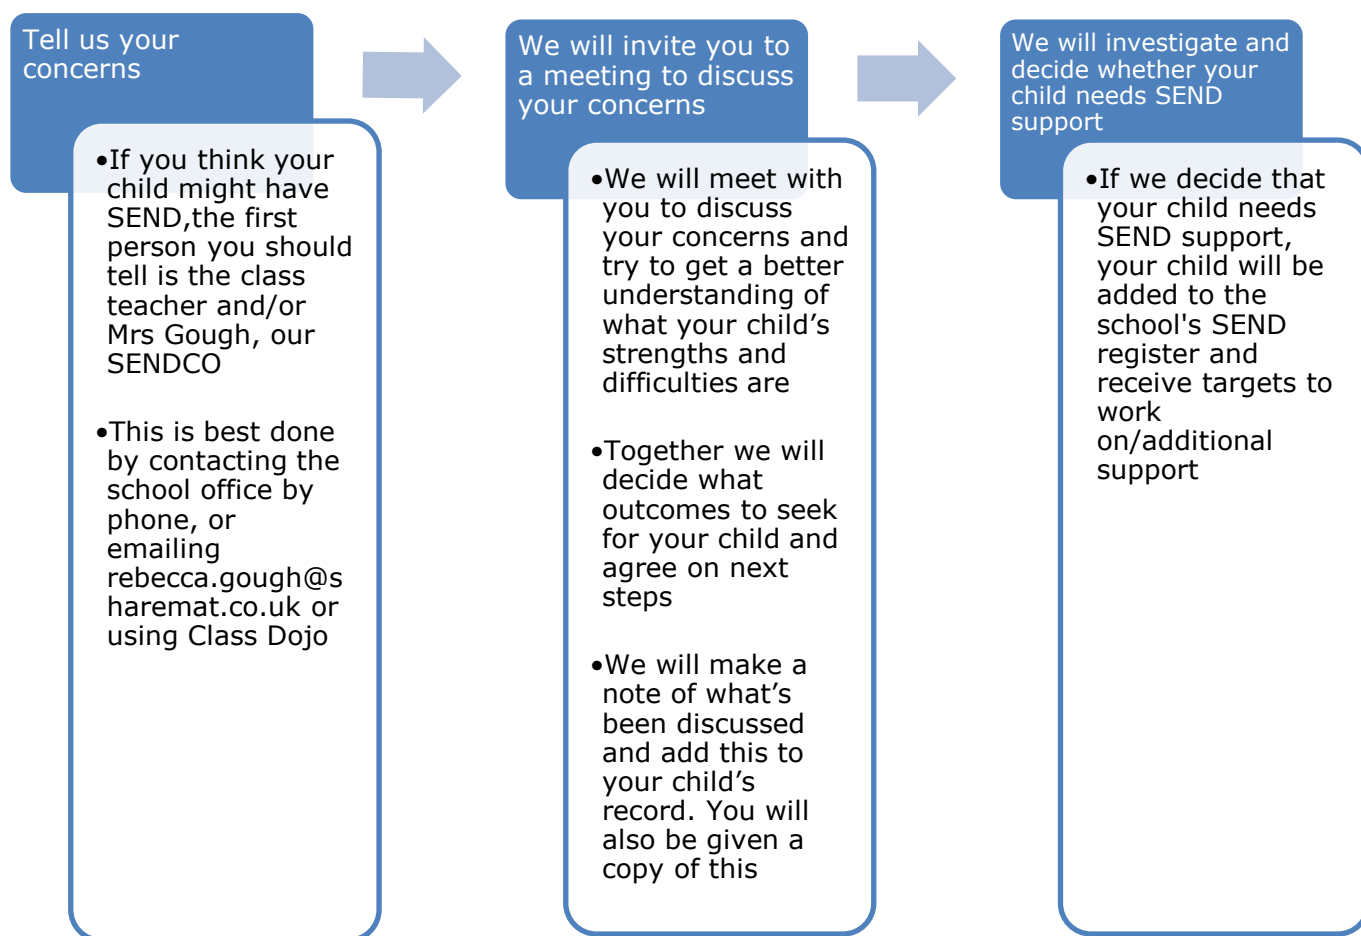 Tell us your
concerns
•If you think your
child might have
SEND,the first
person you should
tell is the class
teacher and/or
Mrs Gough, our
SENDCO
•This is best done
by contacting the
school office by
phone, or
emailing
rebecca.gough@s
haremat.co.uk or
using Class Dojo
We will invite you to
a meeting to discuss
your concerns
•We will meet with
you to discuss
your concerns and
try to get a better
understanding of
what your child’s
strengths and
difficulties are
•Together we will
decide what
outcomes to seek
for your child and
agree on next
steps
•We will make a
note of what’s
been discussed
and add this to
your child’s
record. You will
also be given a
copy of this
We will investigate and
decide whether your
child needs SEND
support
•If we decide that
your child needs
SEND support,
your child will be
added to the
school's SEND
register and
receive targets to
work
on/additional
support